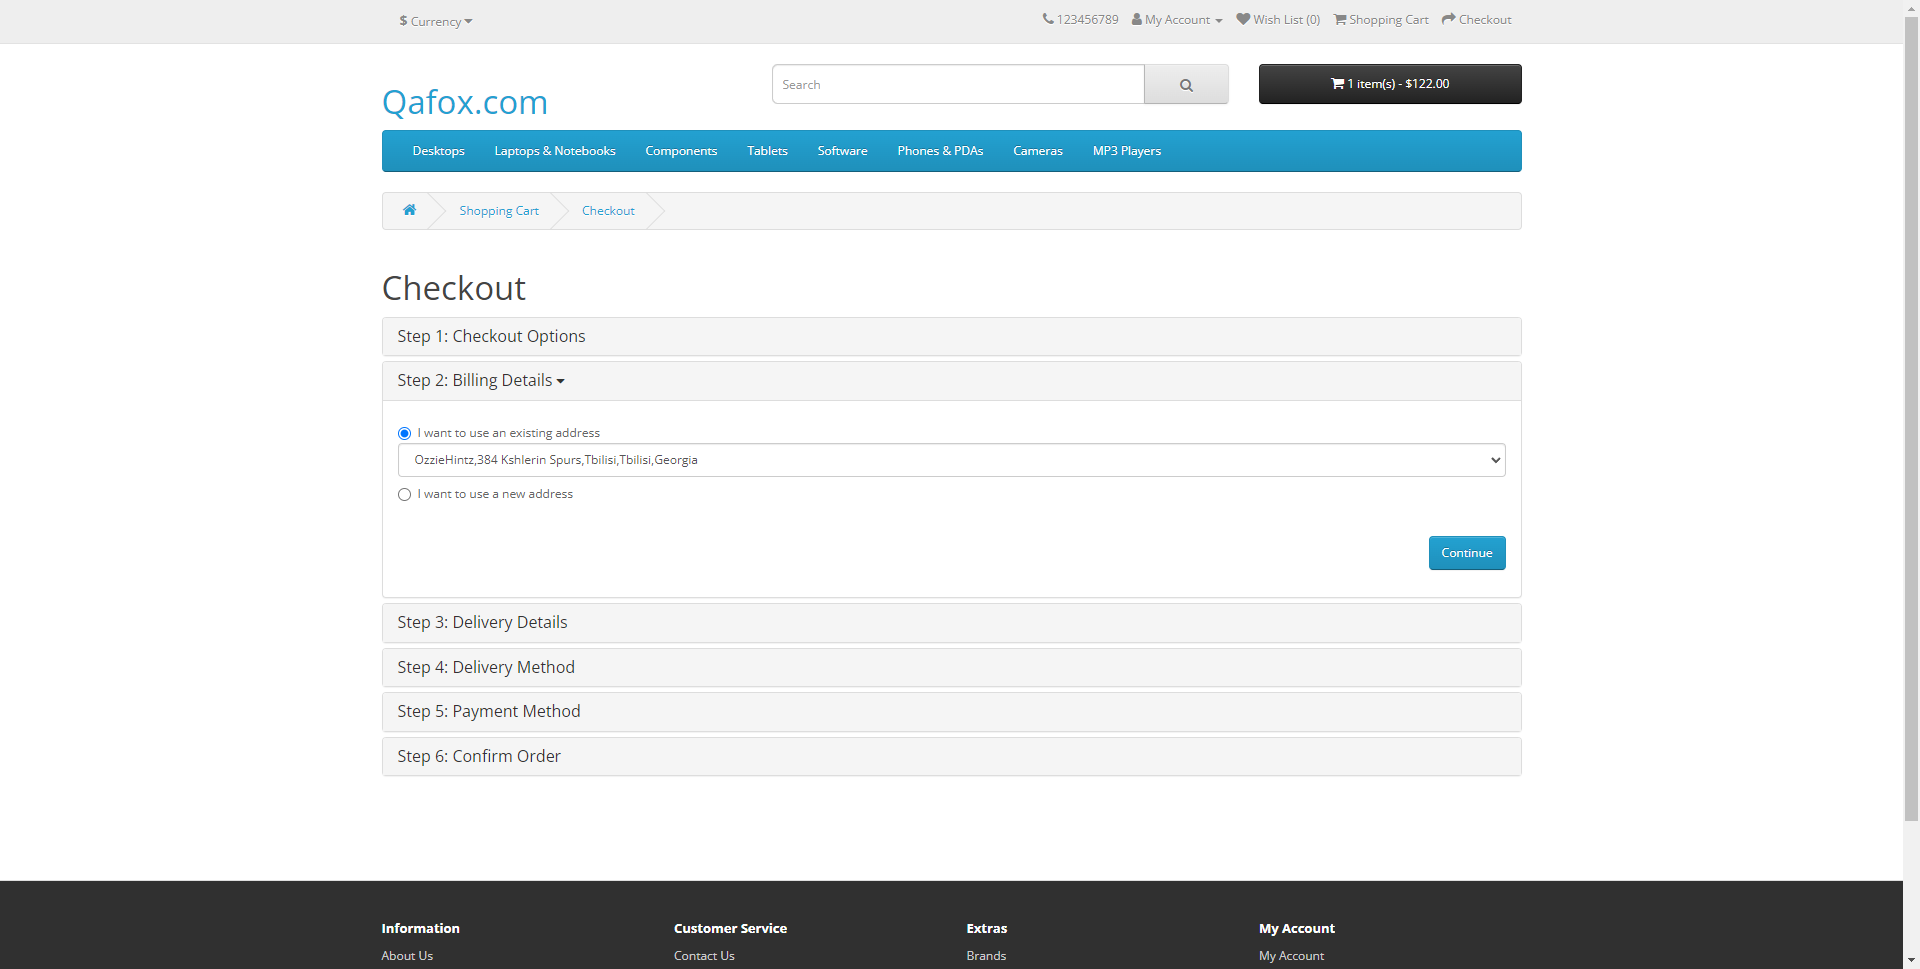 $ Currency
123456789 My Account Wish List (0) Shopping Cart Checkout
Qafox.com
Search
1 item(s) - $122.00
Desktops Laptops & Notebooks Components Tablets Software Phones & PDAs Cameras MP3 Players
Shopping Cart Checkout
Checkout
Step 1: Checkout Options
Step 2: Billing Details
I want to use an existing address
OzzieHintz,384 Kshlerin Spurs,Tbilisi,Tbilisi,Georgia
I want to use a new address
Continue
Step 3: Delivery Details
Step 4: Delivery Method
Step 5: Payment Method
Step 6: Confirm Order
Information Customer Service Extras My Account
About Us Contact Us Brands My Account